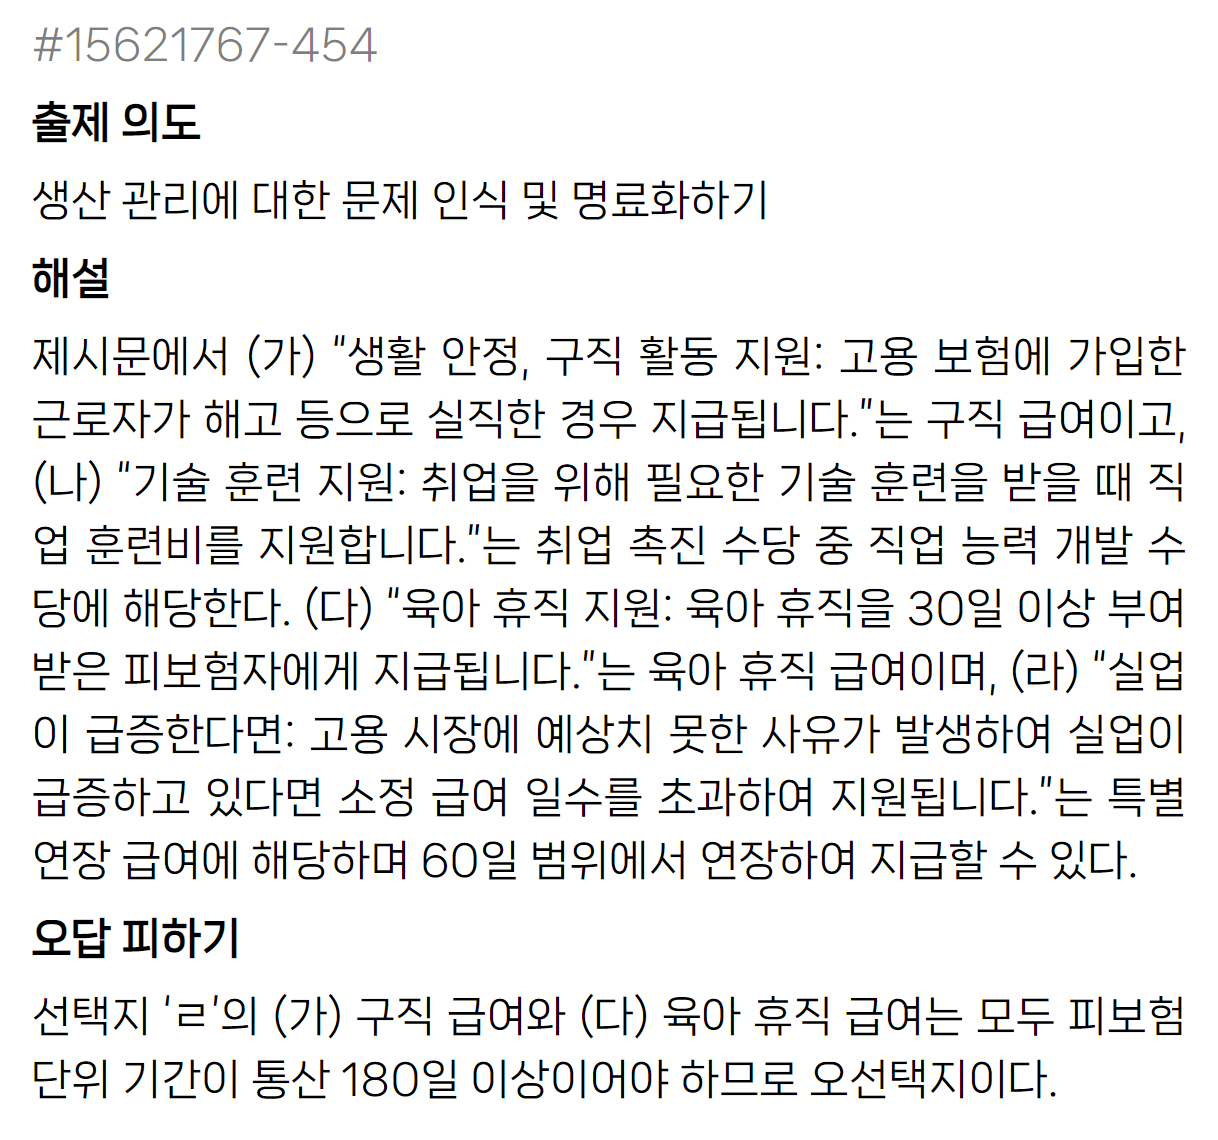 #15621767-454
출제 의도
생산 관리에 대한 문제 인식 및 명료화하기
해설
제시문에서 (가) "생활 안정, 구직 활동 지원: 고용 보험에 가입한
근로자가 해고 등으로 실직한 경우 지급됩니다."는 구직 급여이고,
(나) "기술 훈련 지원: 취업을 위해 필요한 기술 훈련을 받을 때 직
업 훈련비를 지원합니다."는 취업 촉진 수당 중 직업 능력 개발 수
당에 해당한다. (다) "육아 휴직 지원: 육아 휴직을 30일 이상 부여
받은 피보험자에게 지급됩니다."는 육아 휴직 급여이며, (라) "실업
이 급증한다면: 고용 시장에 예상치 못한 사유가 발생하여 실업이
급증하고 있다면 소정 급여 일수를 초과하여 지원됩니다."는 특별
연장 급여에 해당하며 60일 범위에서 연장하여 지급할 수 있다.
오답 피하기
선택지 'ㄹ'의 (가) 구직 급여와 (다) 육아 휴직 급여는 모두 피보험
단위 기간이 통산 180일 이상이어야 하므로 오선택지이다.